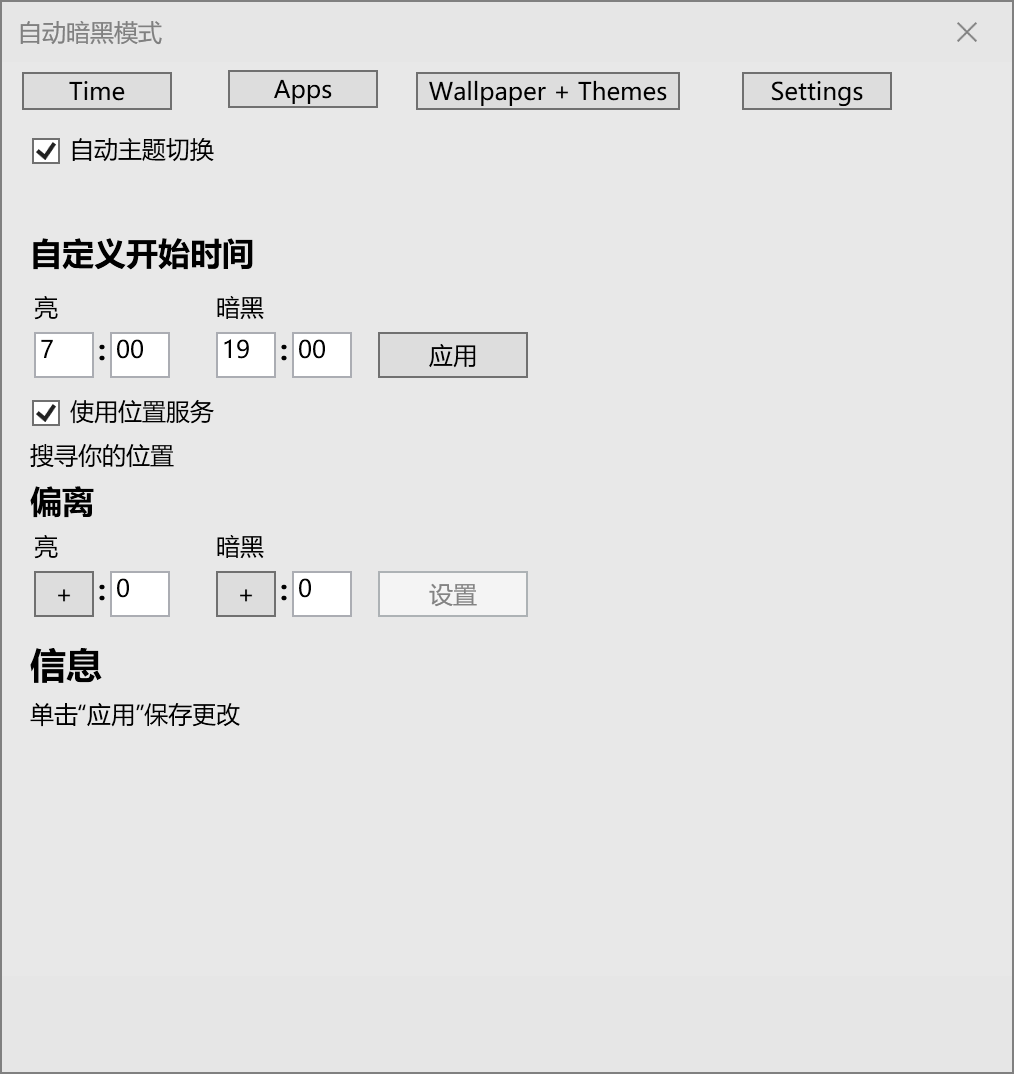 自动暗黑模式
Time Apps Wallpaper + Themes Settings
自动主题切换
自定义开始时间
亮 暗黑
7 : 00 19 : 00 应用
使用位置服务
搜寻你的位置
偏离
亮 暗黑
+ : 0 + : 0 设置
信息
单击“应用”保存更改